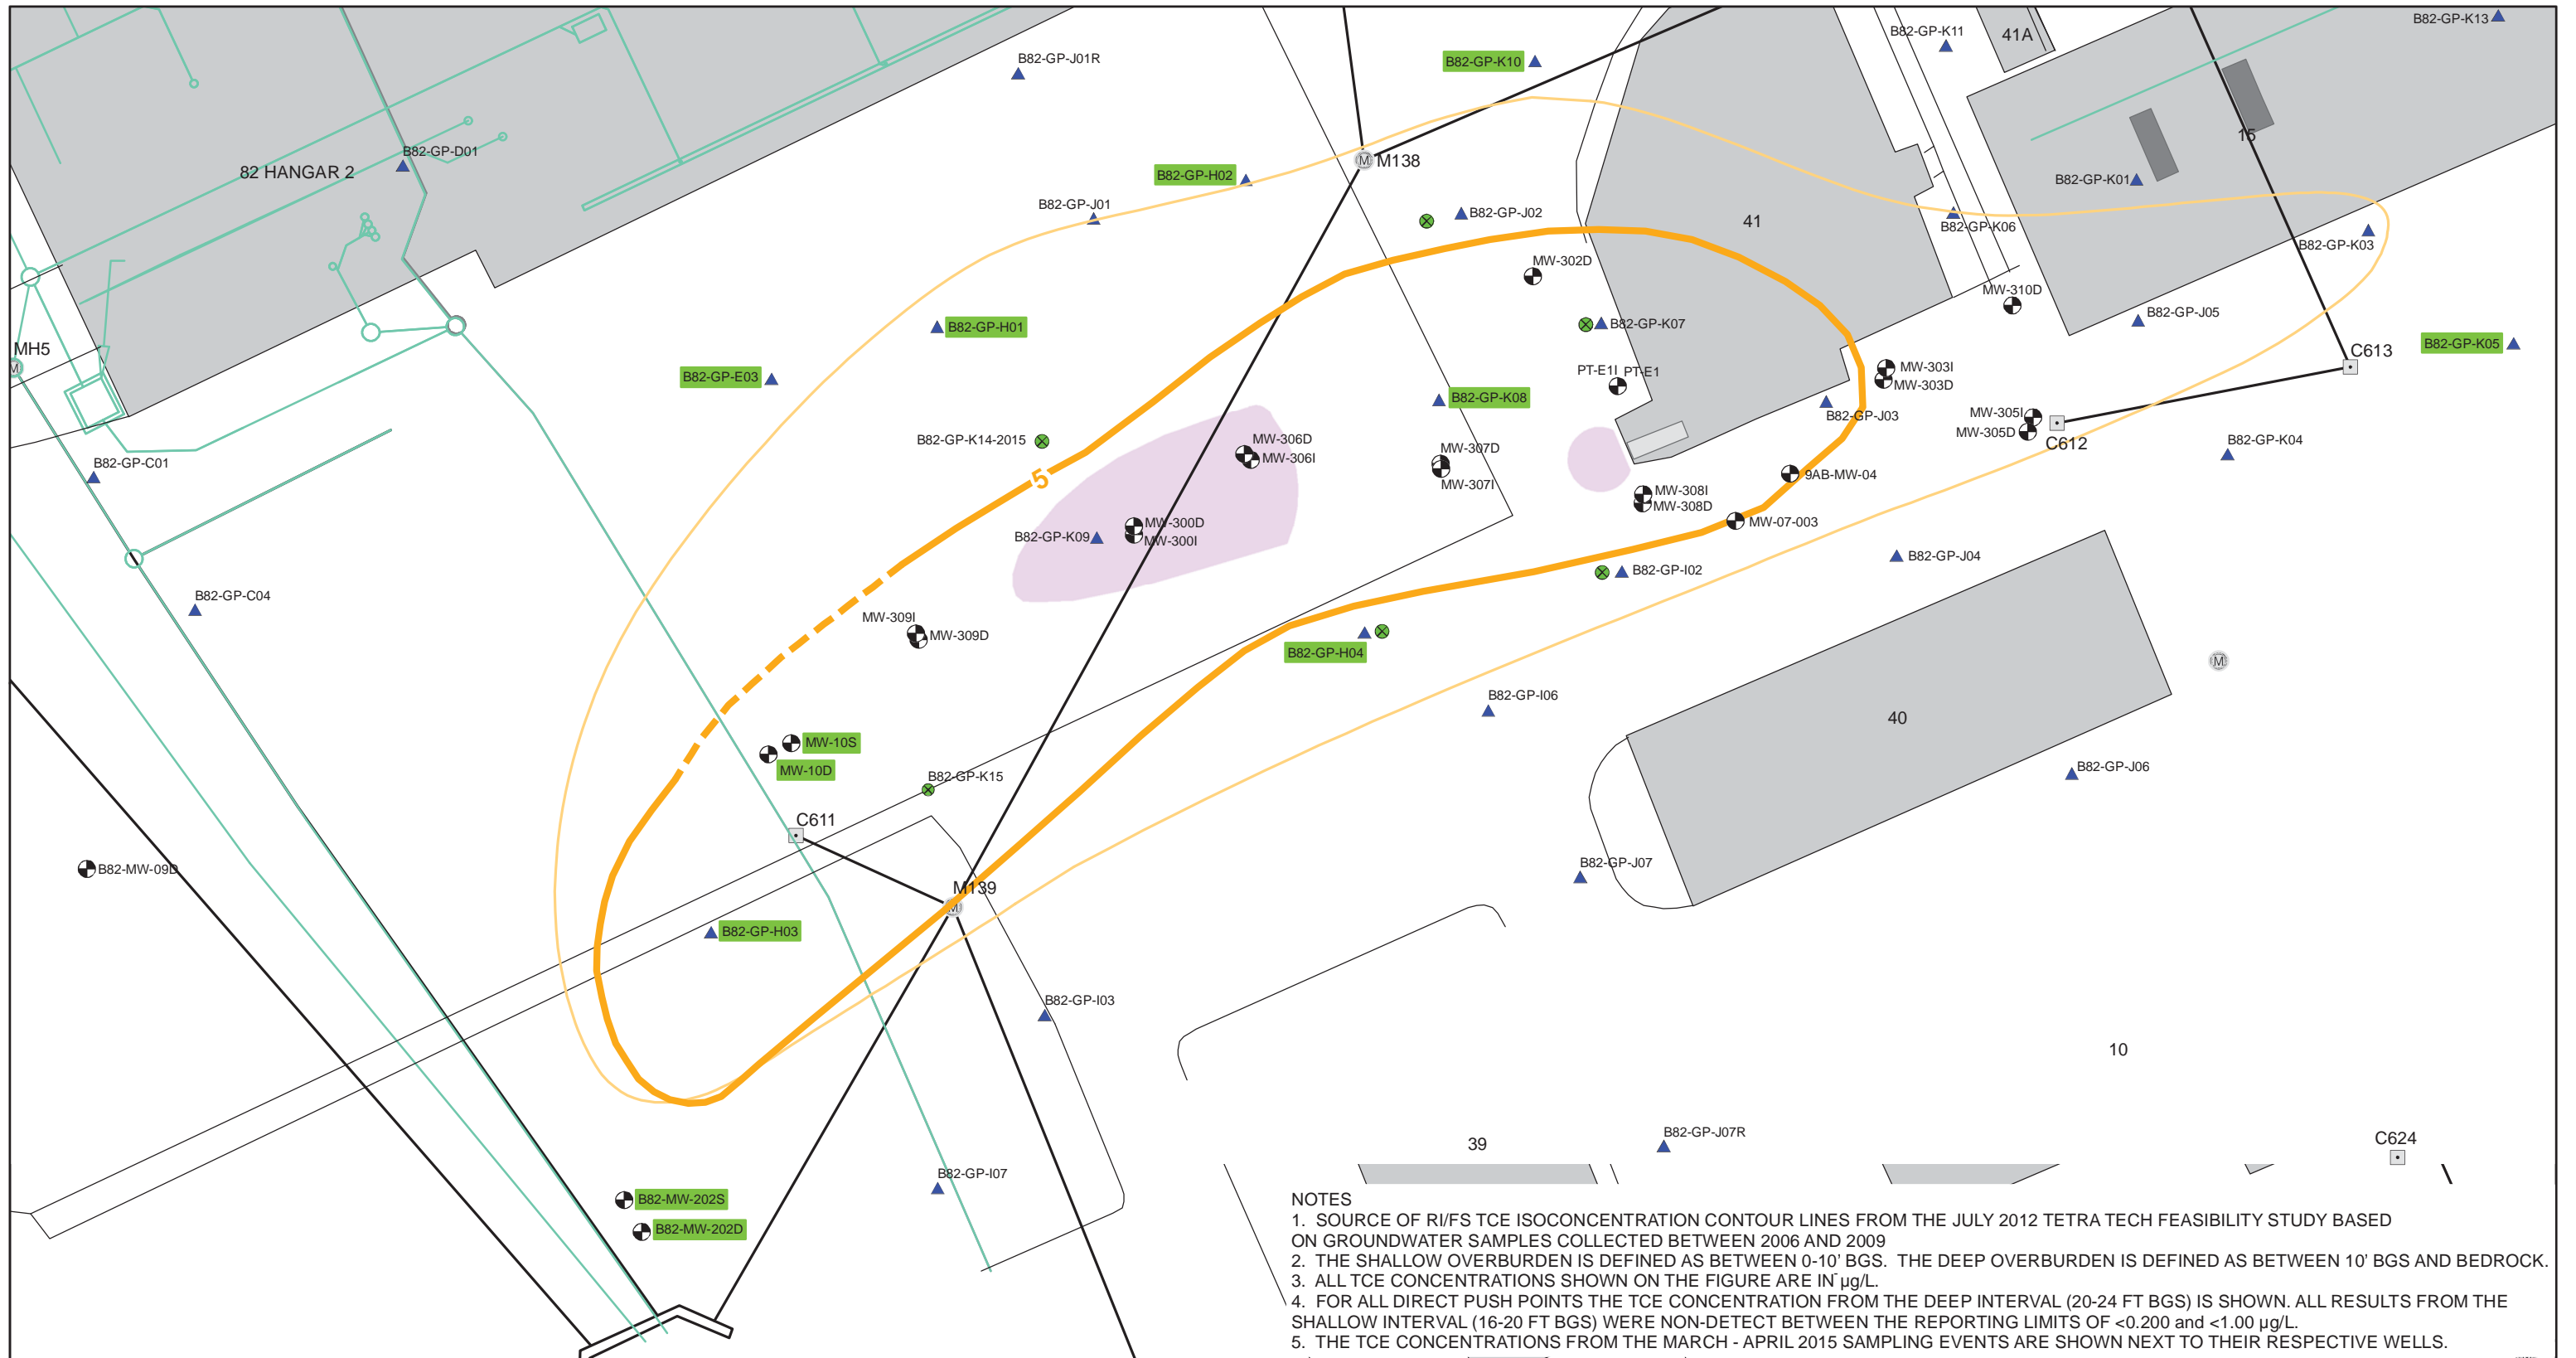 B82-GP-K13
B82-GP-K11
41A
B82-GP-J01R
B82-GP-K10
15
82 HANGAR 2
B82-GP-D01
M
M138
B82-GP-H02
B82-GP-K01
B82-GP-J01
B82-GP-J02
41
B82-GP-K06
B82-GP-K03
MW-302D
MW-310D
B82-GP-H01
B82-GP-K07
B82-GP-J05
MH5
M
C613
B82-GP-K05
B82-GP-E03
PT-E1I PT-E1
MW-303I
MW-303D
B82-GP-K08
B82-GP-J03
MW-305I
MW-305D
C612
B82-GP-K14-2015
MW-306D
MW-306I
MW-307D
MW-307I
B82-GP-K04
B82-GP-C01
5
9AB-MW-04
MW-308I
MW-308D
MW-07-003
MW-300D
MW-300I
B82-GP-K09
B82-GP-J04
B82-GP-I02
B82-GP-C04
MW-309I
MW-309D
B82-GP-H04
M
B82-GP-I06
40
MW-10S
MW-10D
B82-GP-K15
B82-GP-J06
C611
B82-MW-09D
B82-GP-J07
M139
M
B82-GP-H03
B82-GP-I03
10
39
B82-GP-J07R
C624
B82-GP-I07
B82-MW-202S
B82-MW-202D
NOTES
1. SOURCE OF RI/FS TCE ISOCONCENTRATION CONTOUR LINES FROM THE JULY 2012 TETRA TECH FEASIBILITY STUDY BASED
ON GROUNDWATER SAMPLES COLLECTED BETWEEN 2006 AND 2009
2. THE SHALLOW OVERBURDEN IS DEFINED AS BETWEEN 0-10' BGS. THE DEEP OVERBURDEN IS DEFINED AS BETWEEN 10' BGS AND BEDROCK.
3. ALL TCE CONCENTRATIONS SHOWN ON THE FIGURE ARE IN µg/L.
4. FOR ALL DIRECT PUSH POINTS THE TCE CONCENTRATION FROM THE DEEP INTERVAL (20-24 FT BGS) IS SHOWN. ALL RESULTS FROM THE
SHALLOW INTERVAL (16-20 FT BGS) WERE NON-DETECT BETWEEN THE REPORTING LIMITS OF <0.200 and <1.00 µg/L.
5. THE TCE CONCENTRATIONS FROM THE MARCH - APRIL 2015 SAMPLING EVENTS ARE SHOWN NEXT TO THEIR RESPECTIVE WELLS.